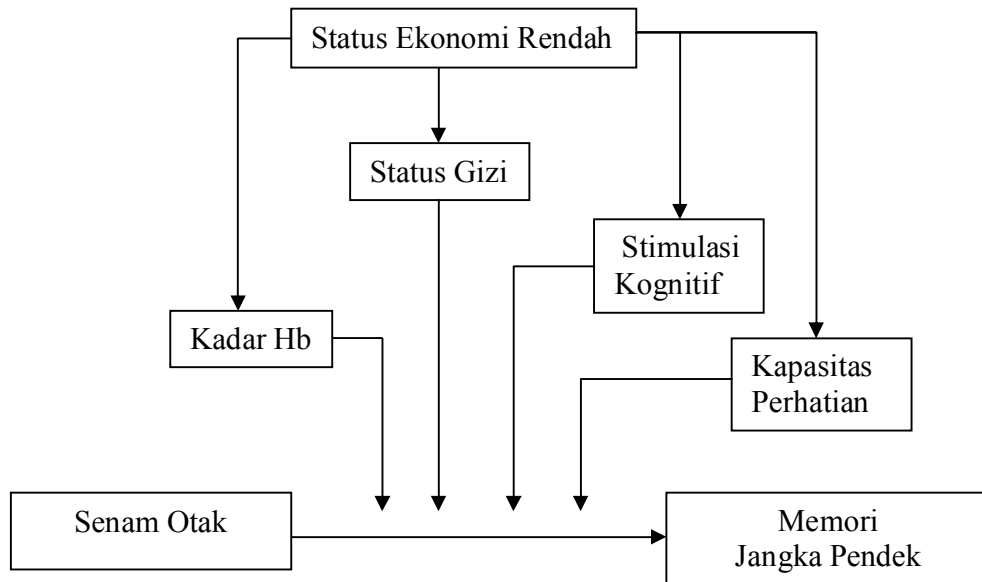 Status Ekonomi Rendah
Status Gizi
Stimulasi
Kognitif
Kadar Hb
Kapasitas
Perhatian
Senam Otak
Memori
Jangka Pendek